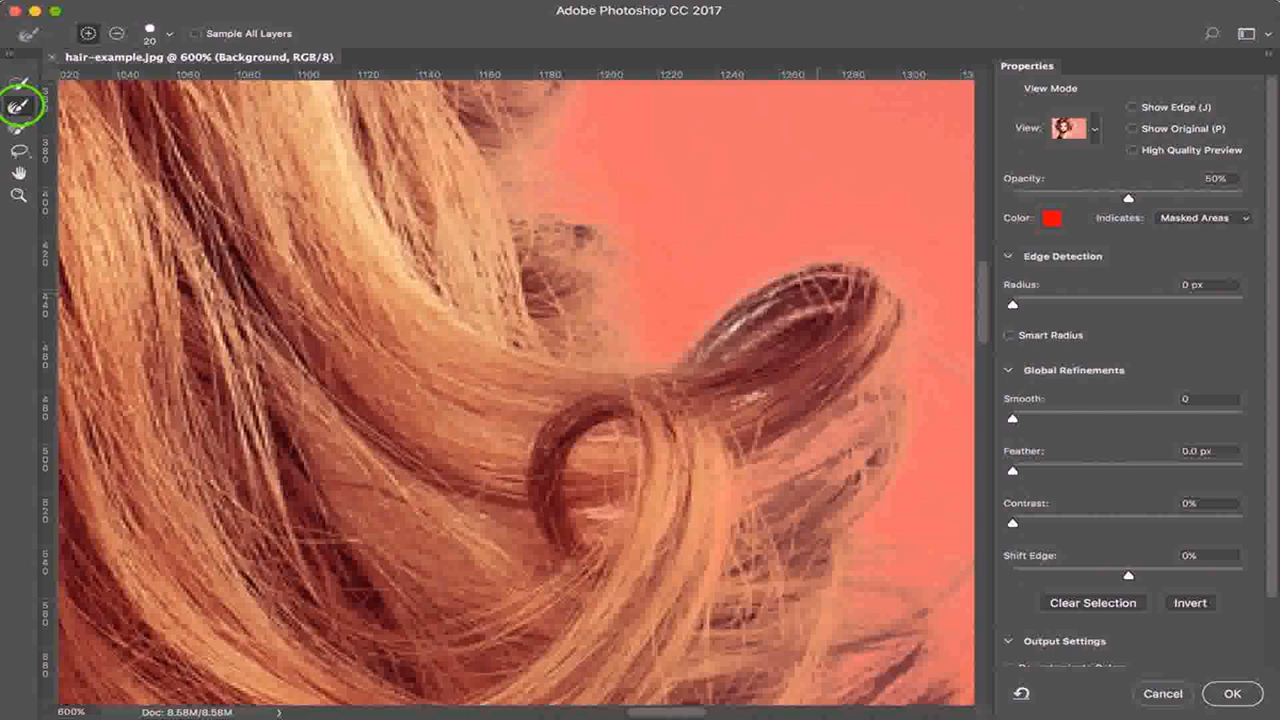 Adobe Photoshop CC 2017
20
Sample All Layers
hair-example.jpg @ 600% (Background, RGB/8)
020 1040 1060 1080 1100 1120 1140 1160 1180 1200 1220 1240 1260 1280 1300
Properties
View Mode
Show Edge (J)
View:
Show Original (P)
High Quality Preview
Opacity: 50%
Color: Indicates: Masked Areas
Edge Detection
Radius: 0 px
Smart Radius
Global Refinements
Smooth: 0
Feather: 0.0 px
Contrast: 0%
Shift Edge: 0%
Clear Selection Invert
Output Settings
Cancel OK
600% Doc: 8.58M/8.58M